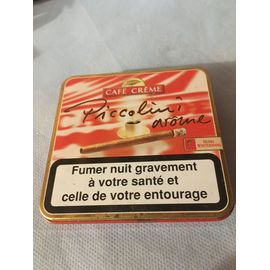 CAFÉ CRÈME
Piccolini
arôme
Fumer nuit gravement
à votre santé et
celle de votre entourage